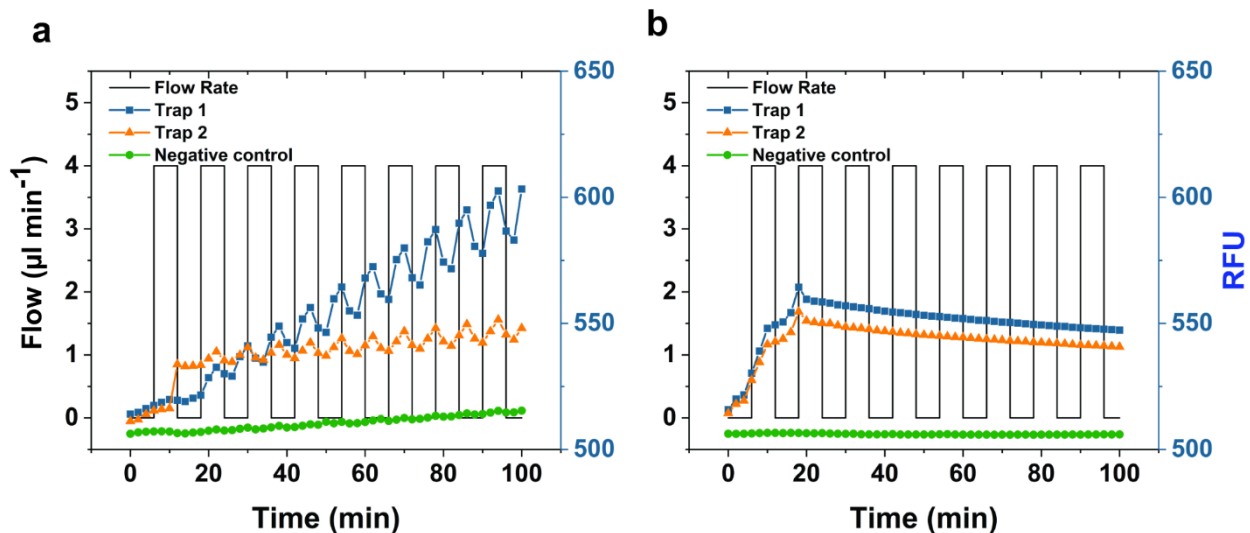 a
Flow Rate
Trap 1
Trap 2
Negative control
5
4
3
2
1
0
650
600
550
500
0 20 40 60 80 100
Flow (µl min⁻¹)
Time (min)
b
Flow Rate
Trap 1
Trap 2
Negative control
5
4
3
2
1
0
650
600
550
500
0 20 40 60 80 100
RFU
Time (min)